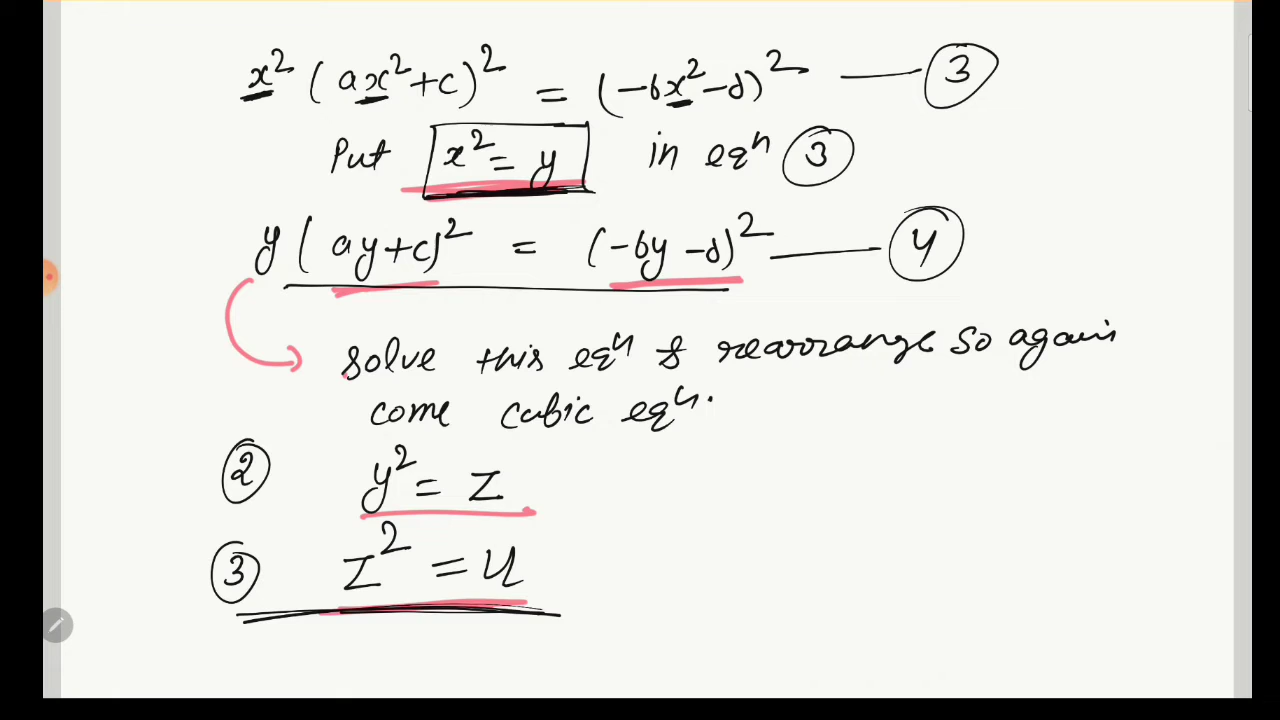 x² (ax²+c)² = (-bx²-d)² — ③
Put x² = y in eqⁿ ③
y(ay+c)² = (-by-d)² — ④
solve this eqⁿ & rearrange so again
come cubic eqⁿ.
② y² = z
③ z² = u